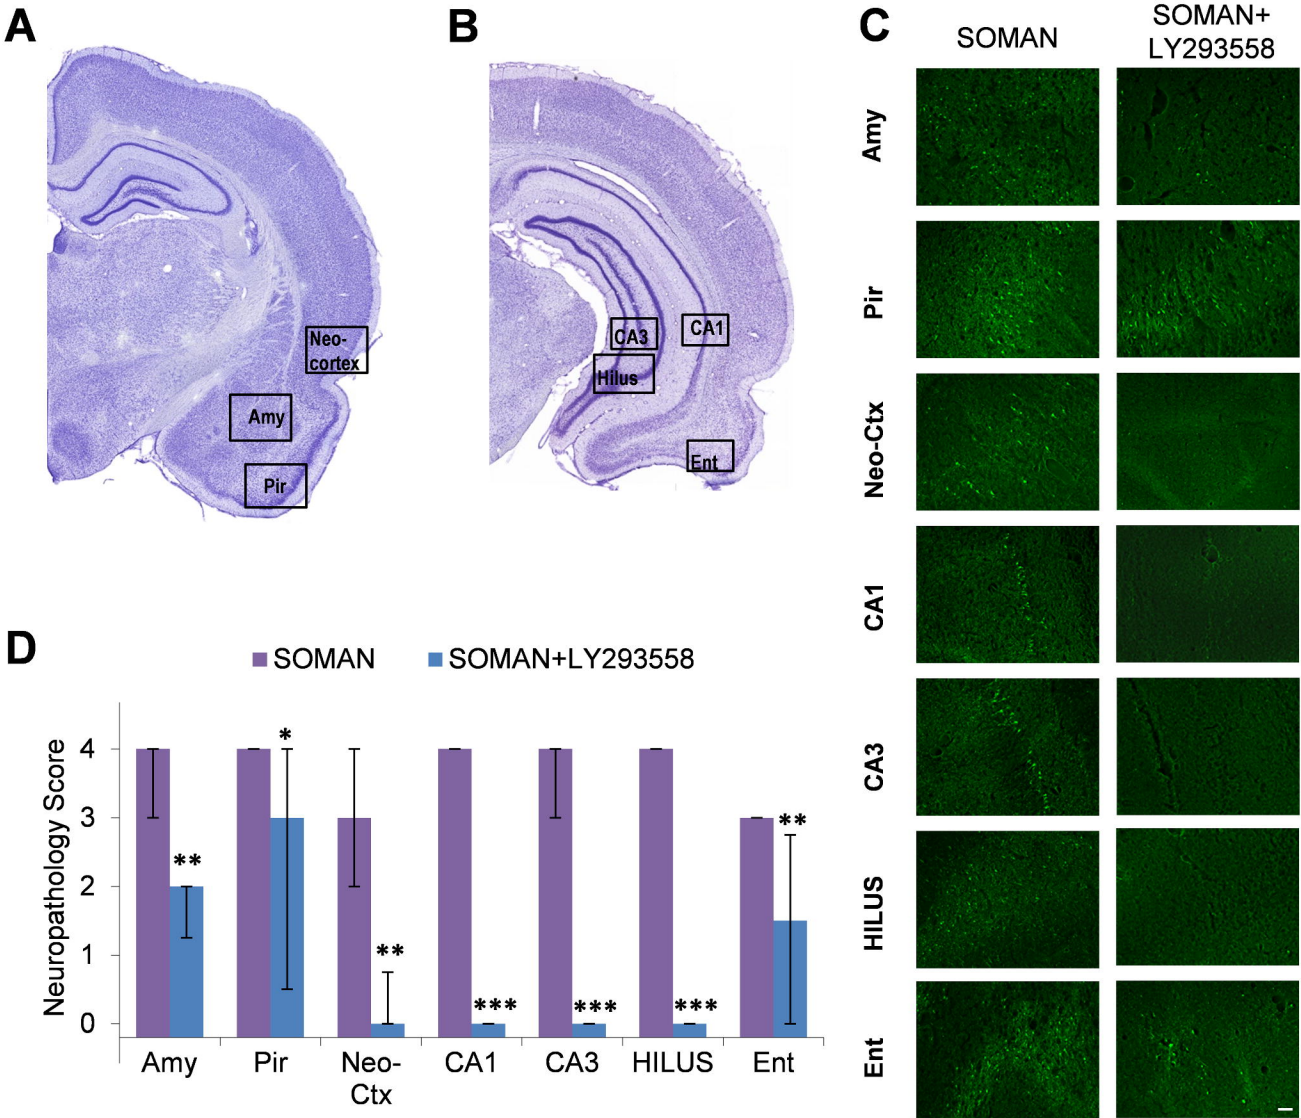 A
B
C
SOMAN
SOMAN+
LY293558
Neo-
cortex
Amy
Pir
CA3
CA1
Hilus
Ent
Amy
Pir
Neo-Ctx
CA1
CA3
HILUS
Ent
D
SOMAN
SOMAN+LY293558
Neuropathology Score
4
3
2
1
0
**
*
**
***
***
***
**
Amy
Pir
Neo-
Ctx
CA1
CA3
HILUS
Ent